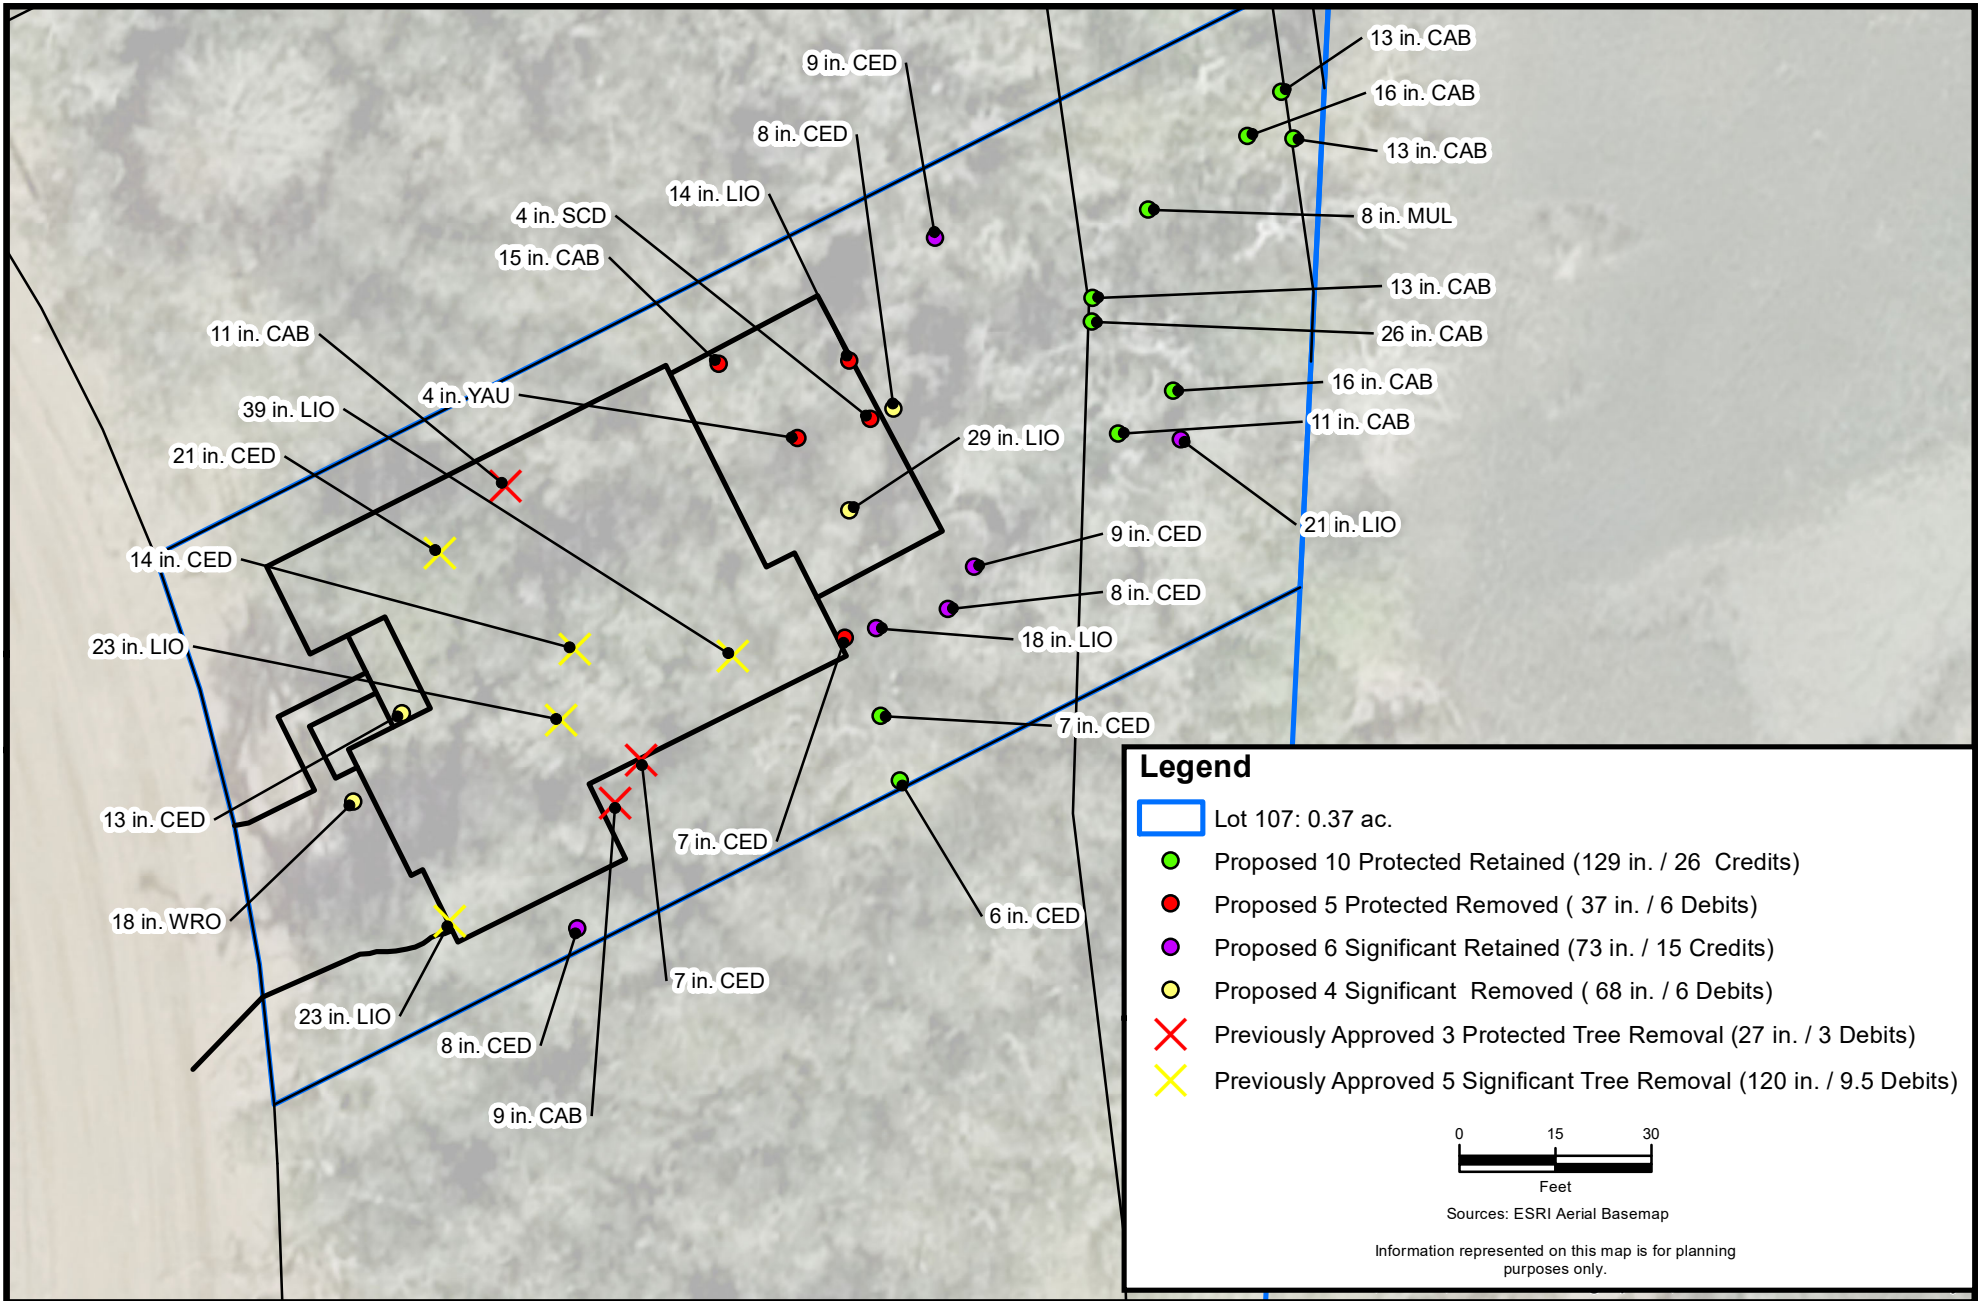 13 in. CAB
9 in. CED
16 in. CAB
8 in. CED
13 in. CAB
14 in. LIO
4 in. SCD
8 in. MUL
15 in. CAB
13 in. CAB
11 in. CAB
26 in. CAB
16 in. CAB
4 in. YAU
39 in. LIO
11 in. CAB
29 in. LIO
21 in. CED
21 in. LIO
9 in. CED
14 in. CED
8 in. CED
18 in. LIO
23 in. LIO
7 in. CED
13 in. CED
7 in. CED
6 in. CED
18 in. WRO
7 in. CED
23 in. LIO
8 in. CED
9 in. CAB
Legend
Lot 107: 0.37 ac.
Proposed 10 Protected Retained (129 in. / 26  Credits)
Proposed 5 Protected Removed ( 37 in. / 6 Debits)
Proposed 6 Significant Retained (73 in. / 15 Credits)
Proposed 4 Significant  Removed ( 68 in. / 6 Debits)
Previously Approved 3 Protected Tree Removal (27 in. / 3 Debits)
Previously Approved 5 Significant Tree Removal (120 in. / 9.5 Debits)
0 15 30
Feet
Sources: ESRI Aerial Basemap
Information represented on this map is for planning
purposes only.